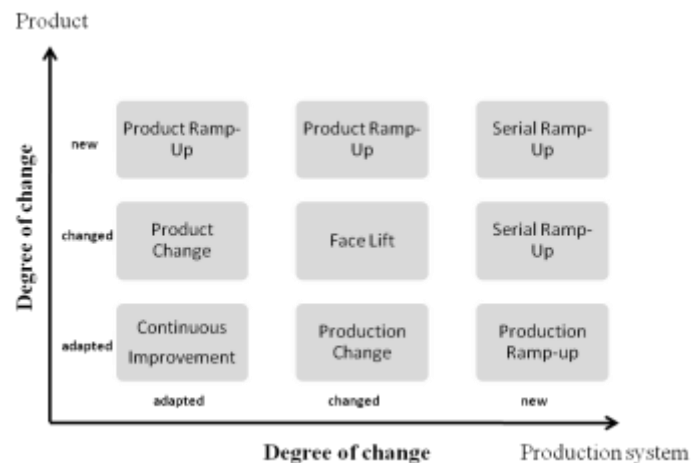 Product
Degree of change
new
Product Ramp-
Up
Product Ramp-
Up
Serial Ramp-
Up
changed
Product
Change
Face Lift
Serial Ramp-
Up
adapted
Continuous
Improvement
Production
Change
Production
Ramp-up
adapted
changed
new
Degree of change
Production system